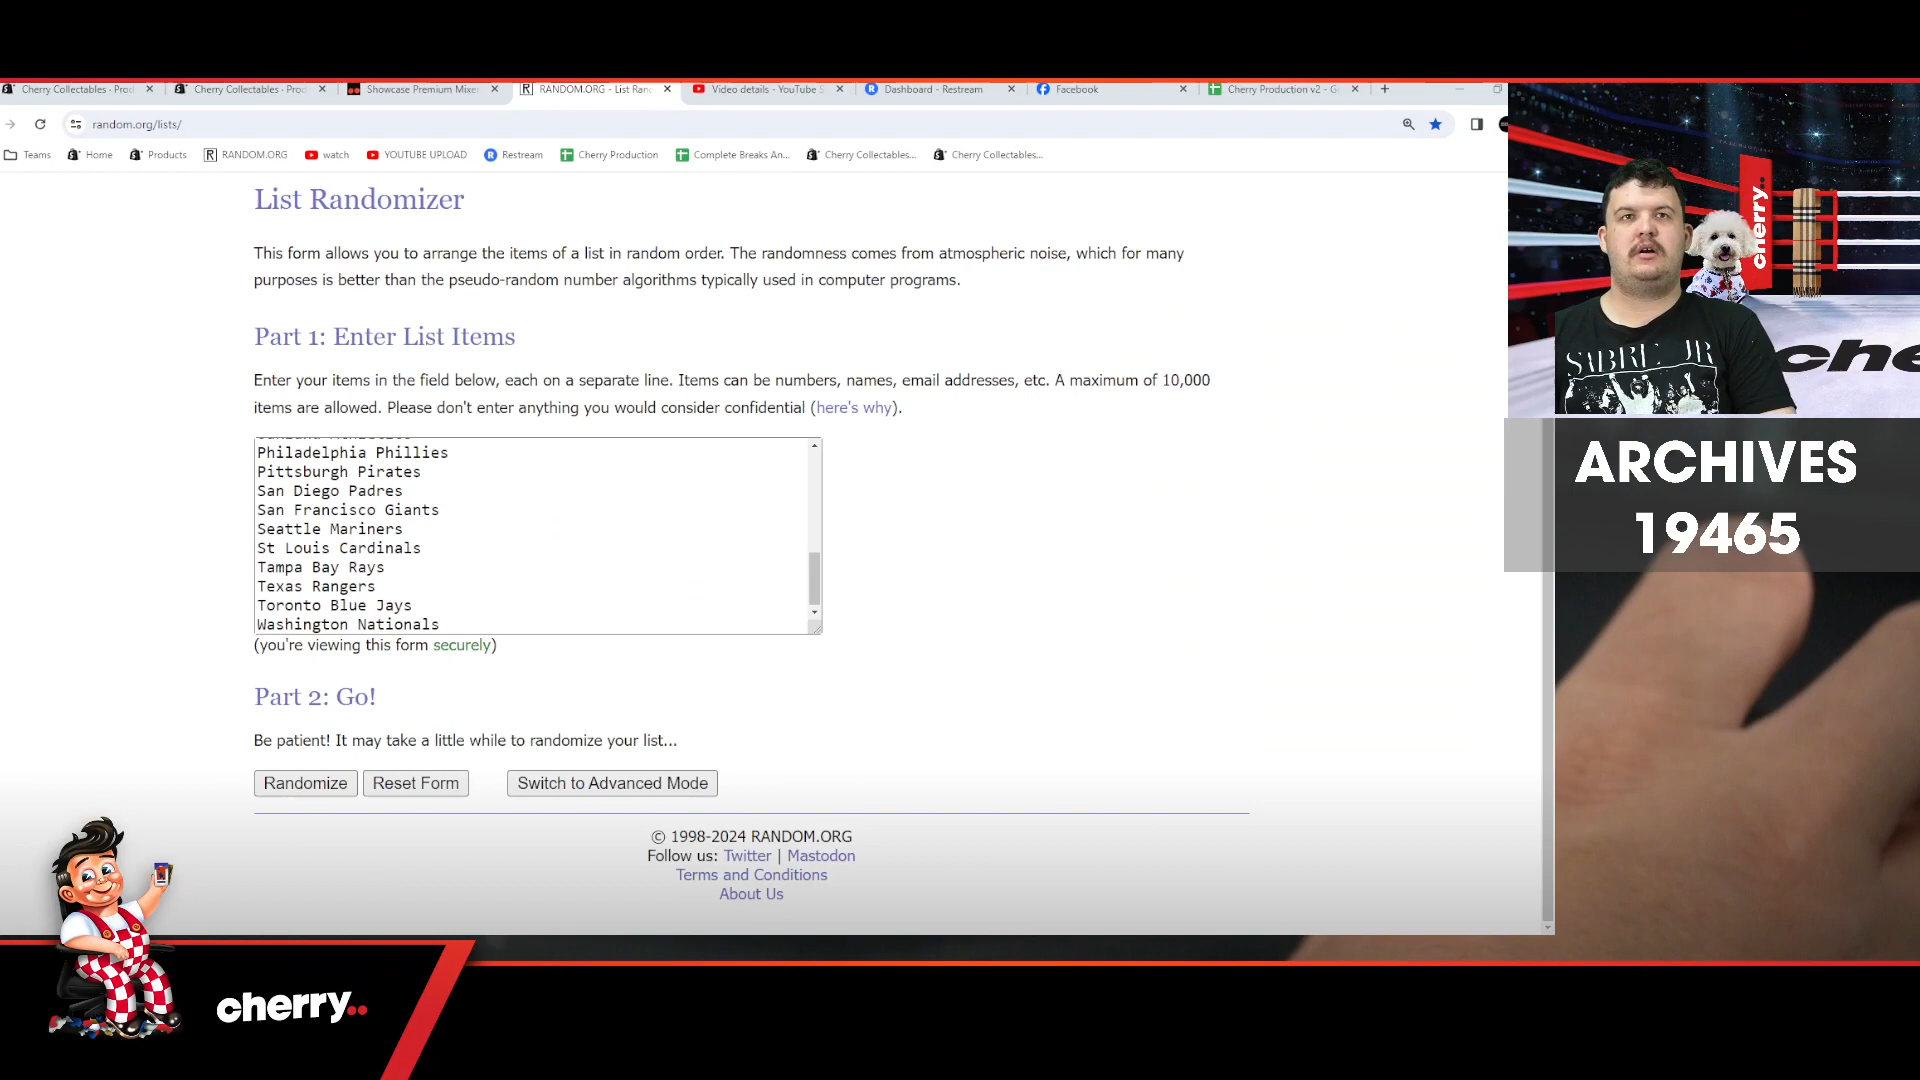 Cherry Collectables - Prod
Cherry Collectables - Prod
Showcase Premium Mixe
RANDOM.ORG - List Ran
Video details - YouTube S
Dashboard - Restream
Facebook
Cherry Production v2 - G
random.org/lists/
Teams
Home
Products
RANDOM.ORG
watch
YOUTUBE UPLOAD
Restream
Cherry Production
Complete Breaks An...
Cherry Collectables...
Cherry Collectables...
List Randomizer
This form allows you to arrange the items of a list in random order. The randomness comes from atmospheric noise, which for many
purposes is better than the pseudo-random number algorithms typically used in computer programs.
Part 1: Enter List Items
Enter your items in the field below, each on a separate line. Items can be numbers, names, email addresses, etc. A maximum of 10,000
items are allowed. Please don't enter anything you would consider confidential (here's why).
Philadelphia Phillies
Pittsburgh Pirates
San Diego Padres
San Francisco Giants
Seattle Mariners
St Louis Cardinals
Tampa Bay Rays
Texas Rangers
Toronto Blue Jays
Washington Nationals
(you're viewing this form securely)
Part 2: Go!
Be patient! It may take a little while to randomize your list...
Randomize
Reset Form
Switch to Advanced Mode
© 1998-2024 RANDOM.ORG
Follow us: Twitter | Mastodon
Terms and Conditions
About Us
cherry..
che
SABRE JR
ARCHIVES
19465
cherry..